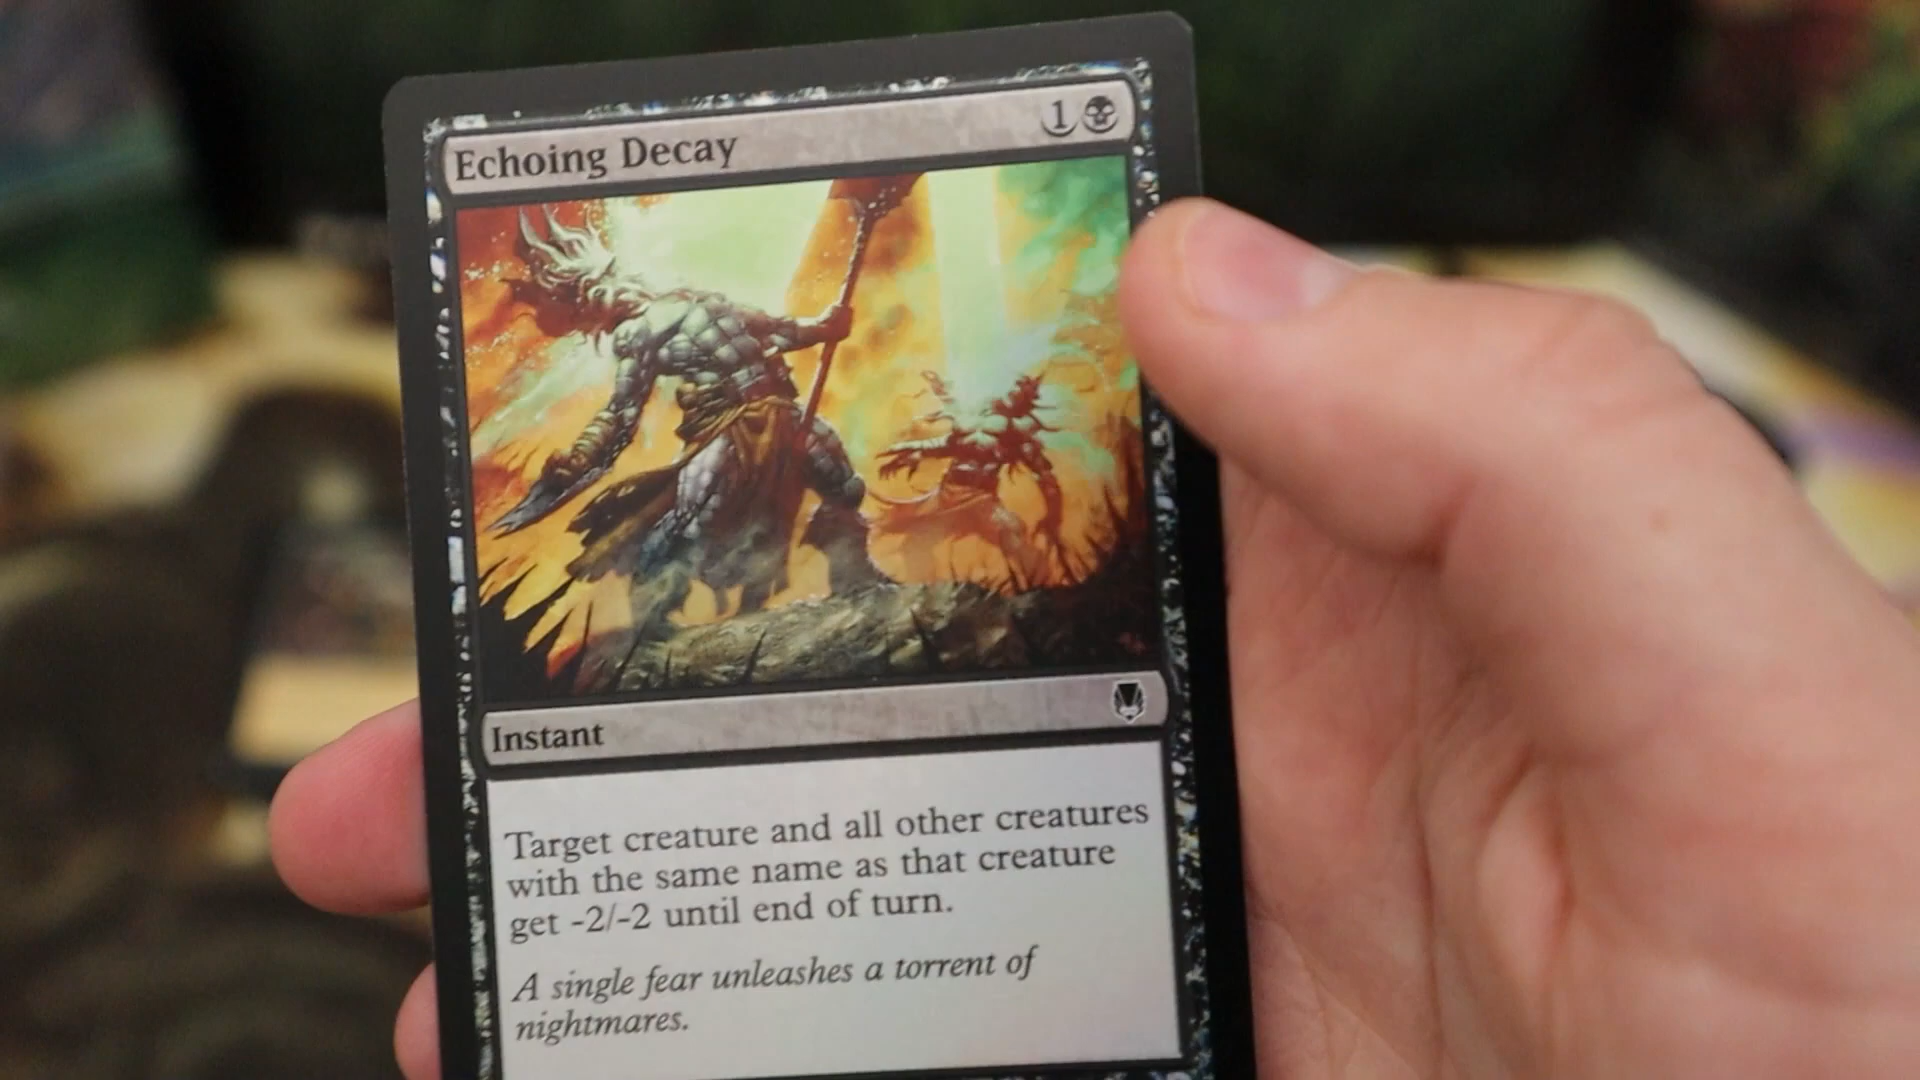 Echoing Decay 1
Instant
Target creature and all other creatures
with the same name as that creature
get -2/-2 until end of turn.
A single fear unleashes a torrent of
nightmares.